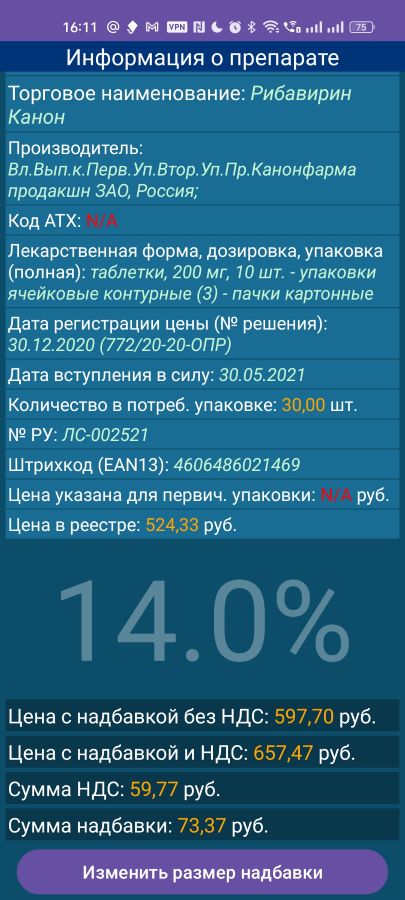 16:11 @ VPN 75
Информация о препарате
Торговое наименование: Рибавирин
Канон
Производитель:
Вл.Вып.к.Перв.Уп.Втор.Уп.Пр.Канонфарма
продакшн ЗАО, Россия;
Код АТХ: N/A
Лекарственная форма, дозировка, упаковка
(полная): таблетки, 200 мг, 10 шт. - упаковки
ячейковые контурные (3) - пачки картонные
Дата регистрации цены (№ решения):
30.12.2020 (772/20-20-ОПР)
Дата вступления в силу: 30.05.2021
Количество в потреб. упаковке: 30,00 шт.
№ РУ: ЛС-002521
Штрихкод (EAN13): 4606486021469
Цена указана для первич. упаковки: N/A руб.
Цена в реестре: 524,33 руб.
14.0%
Цена с надбавкой без НДС: 597,70 руб.
Цена с надбавкой и НДС: 657,47 руб.
Сумма НДС: 59,77 руб.
Сумма надбавки: 73,37 руб.
Изменить размер надбавки